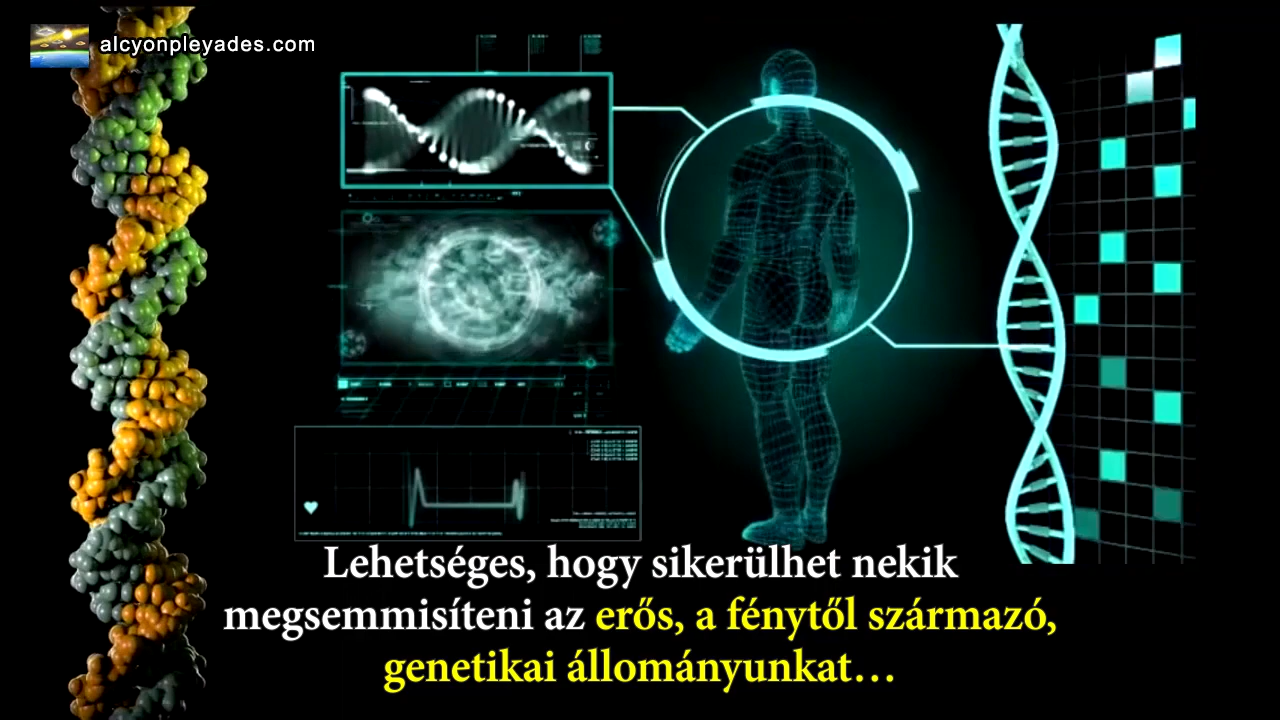 alcyonpleyades.com
Lehetséges, hogy sikerülhet nekik
megsemmisíteni az erős, a fénytől származó,
genetikai állományunkat…